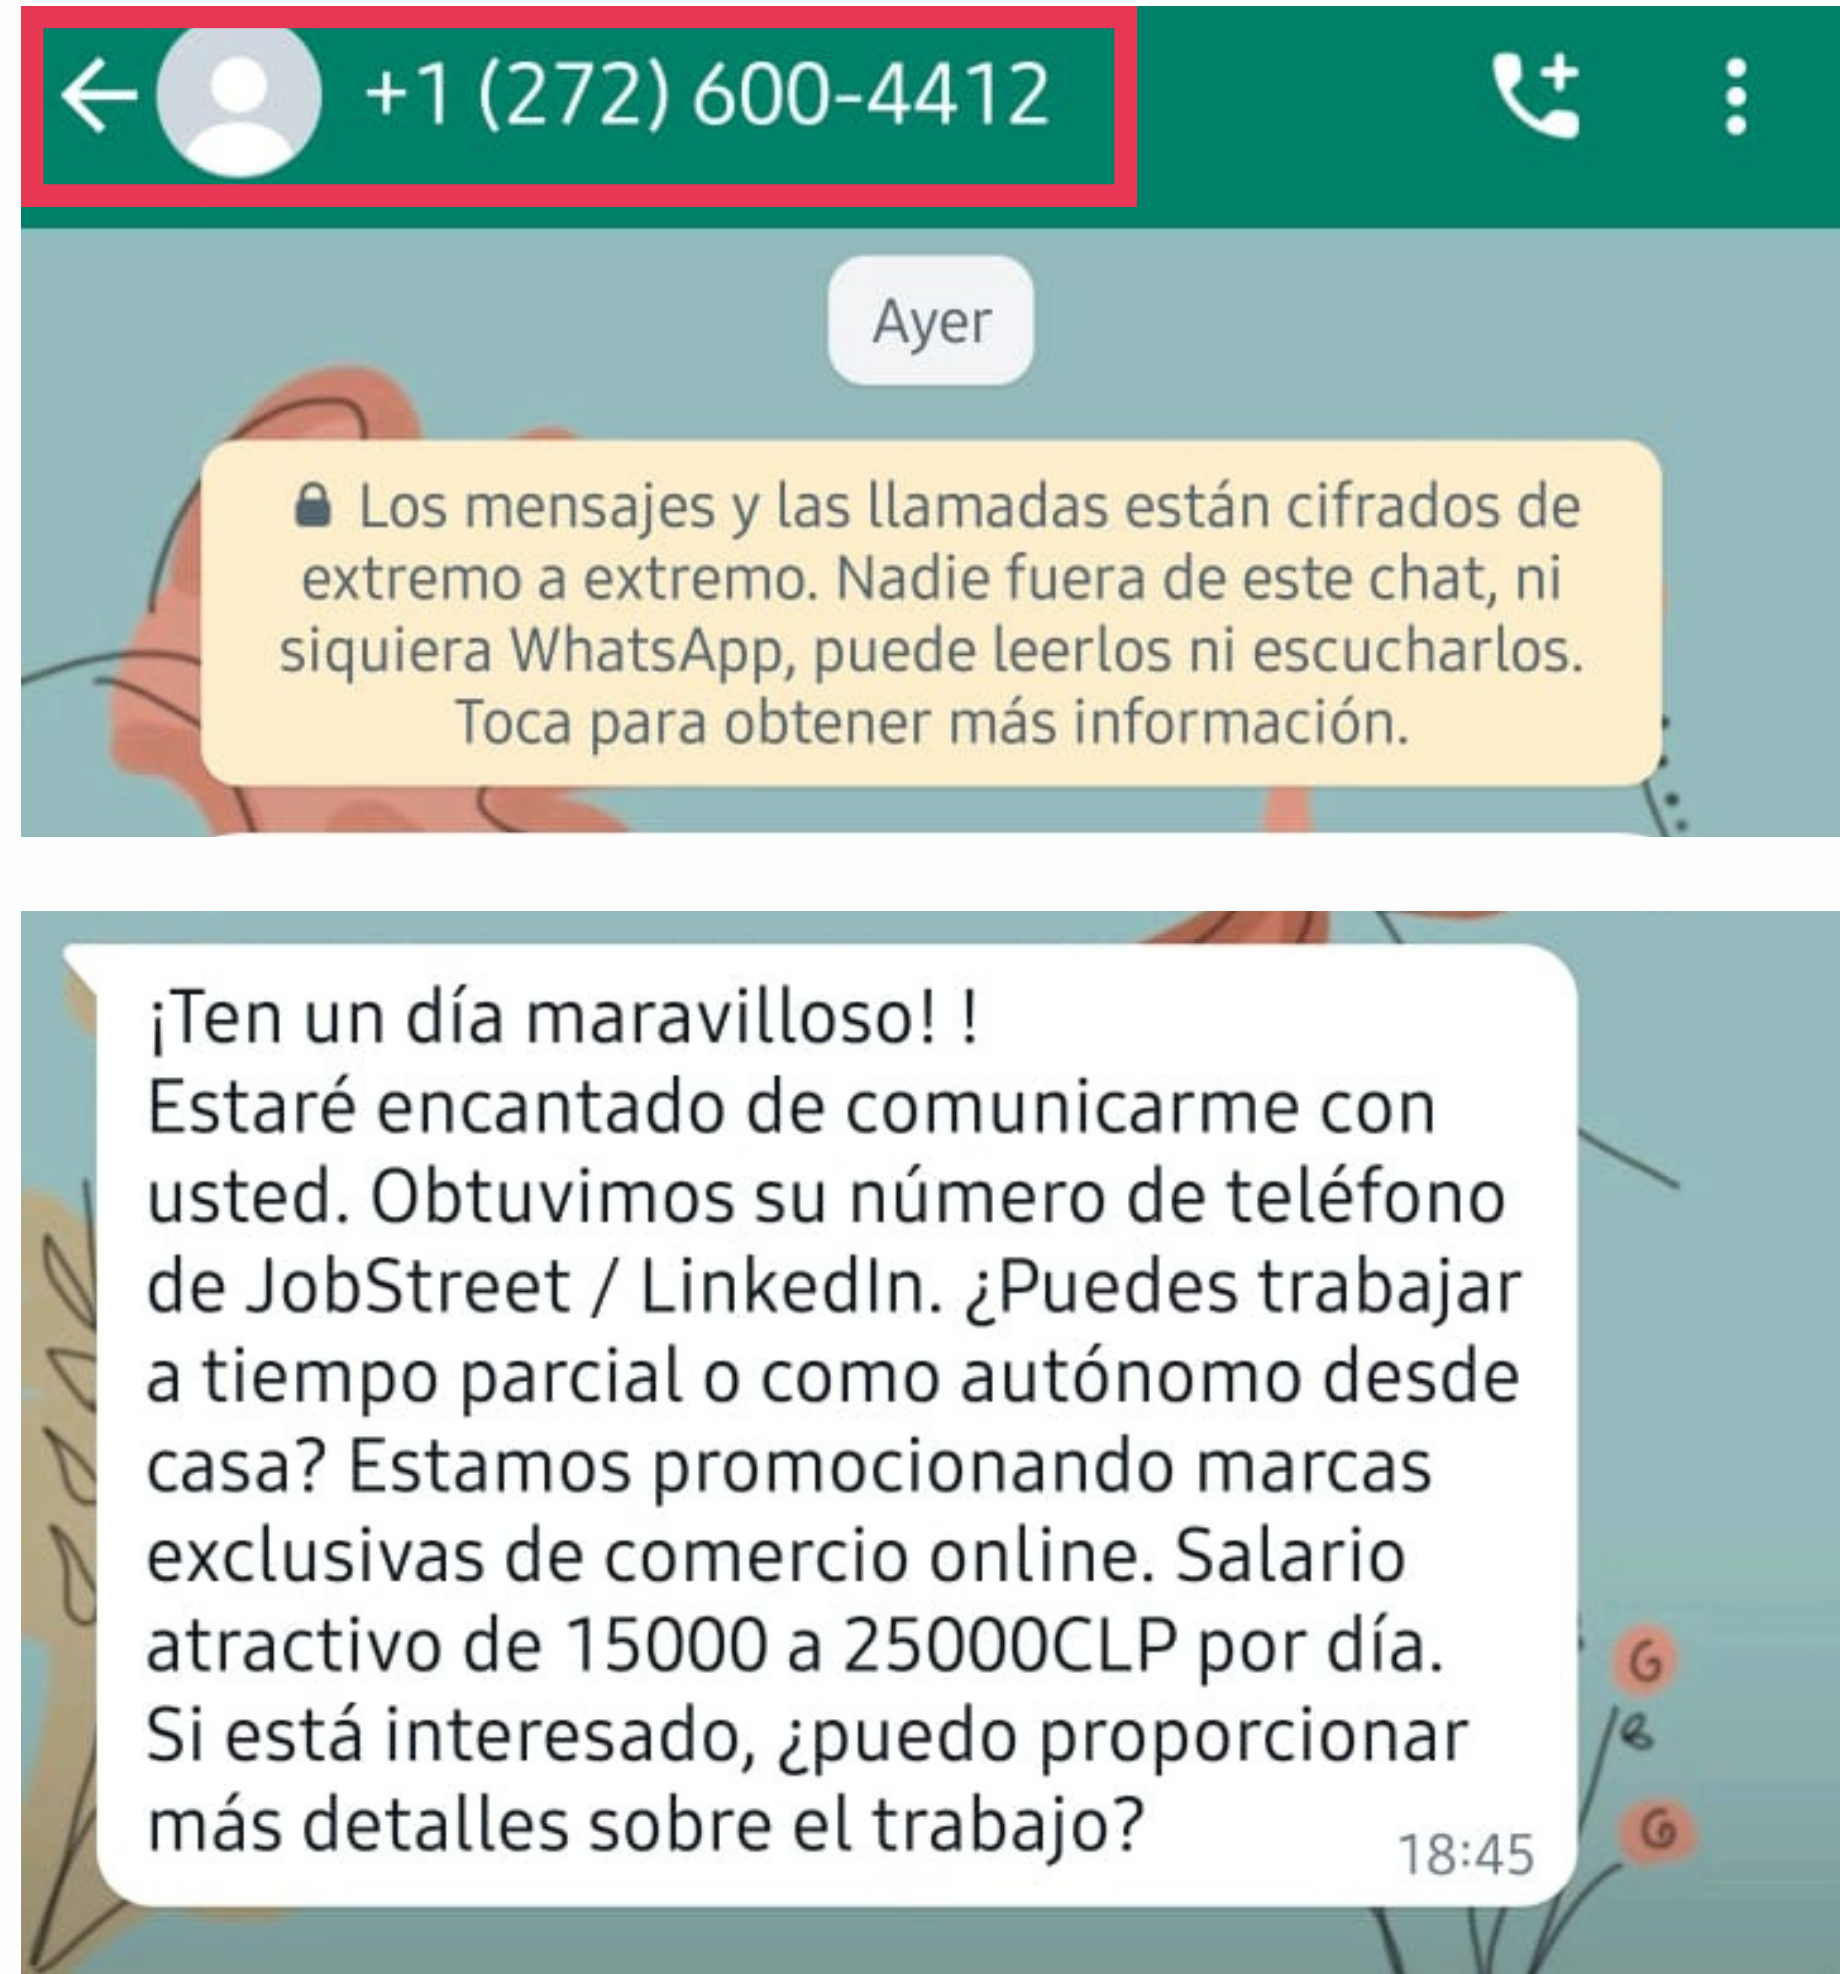 +1 (272) 600-4412
Ayer
Los mensajes y las llamadas están cifrados de
extremo a extremo. Nadie fuera de este chat, ni
siquiera WhatsApp, puede leerlos ni escucharlos.
Toca para obtener más información.
¡Ten un día maravilloso! !
Estaré encantado de comunicarme con
usted. Obtuvimos su número de teléfono
de JobStreet / LinkedIn. ¿Puedes trabajar
a tiempo parcial o como autónomo desde
casa? Estamos promocionando marcas
exclusivas de comercio online. Salario
atractivo de 15000 a 25000CLP por día.
Si está interesado, ¿puedo proporcionar
más detalles sobre el trabajo?
18:45